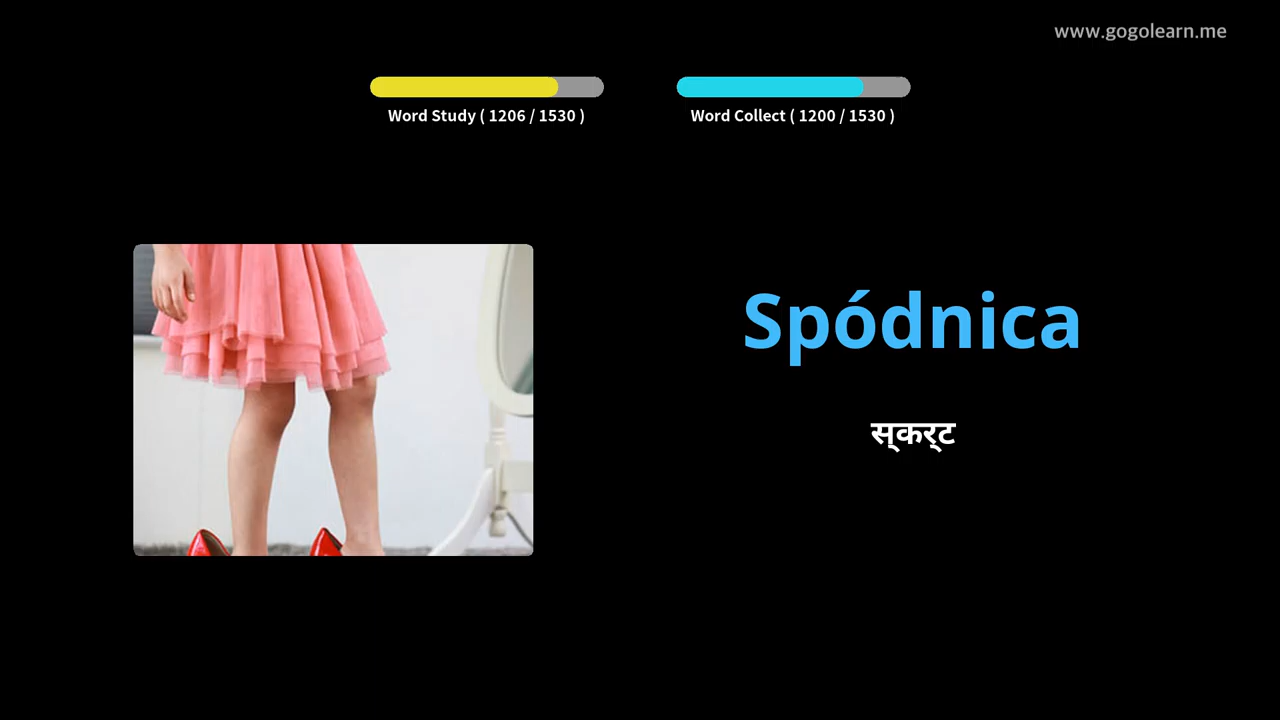 www.gogolearn.me
Word Study ( 1206 / 1530 )
Word Collect ( 1200 / 1530 )
Spódnica
स्कर्ट